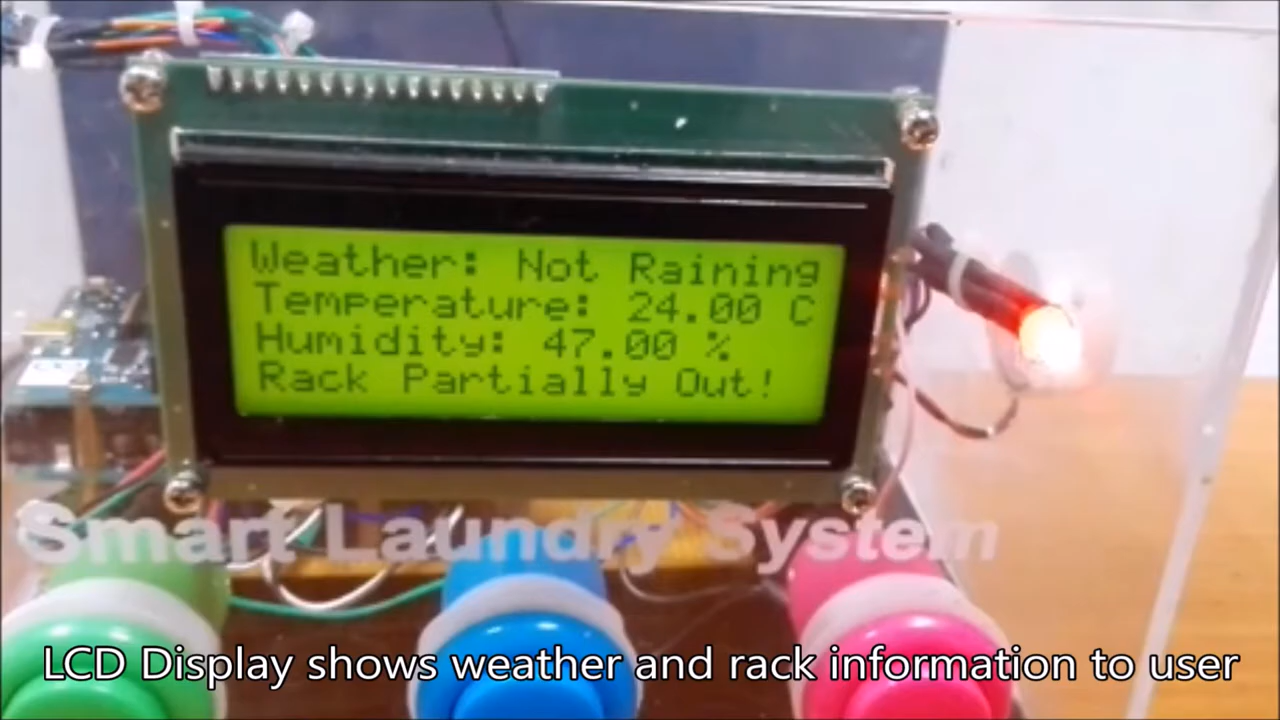 Weather: Not Raining
Temperature: 24.00 C
Humidity: 47.00 %
Rack Partially Out!
Smart Laundry System
LCD Display shows weather and rack information to user